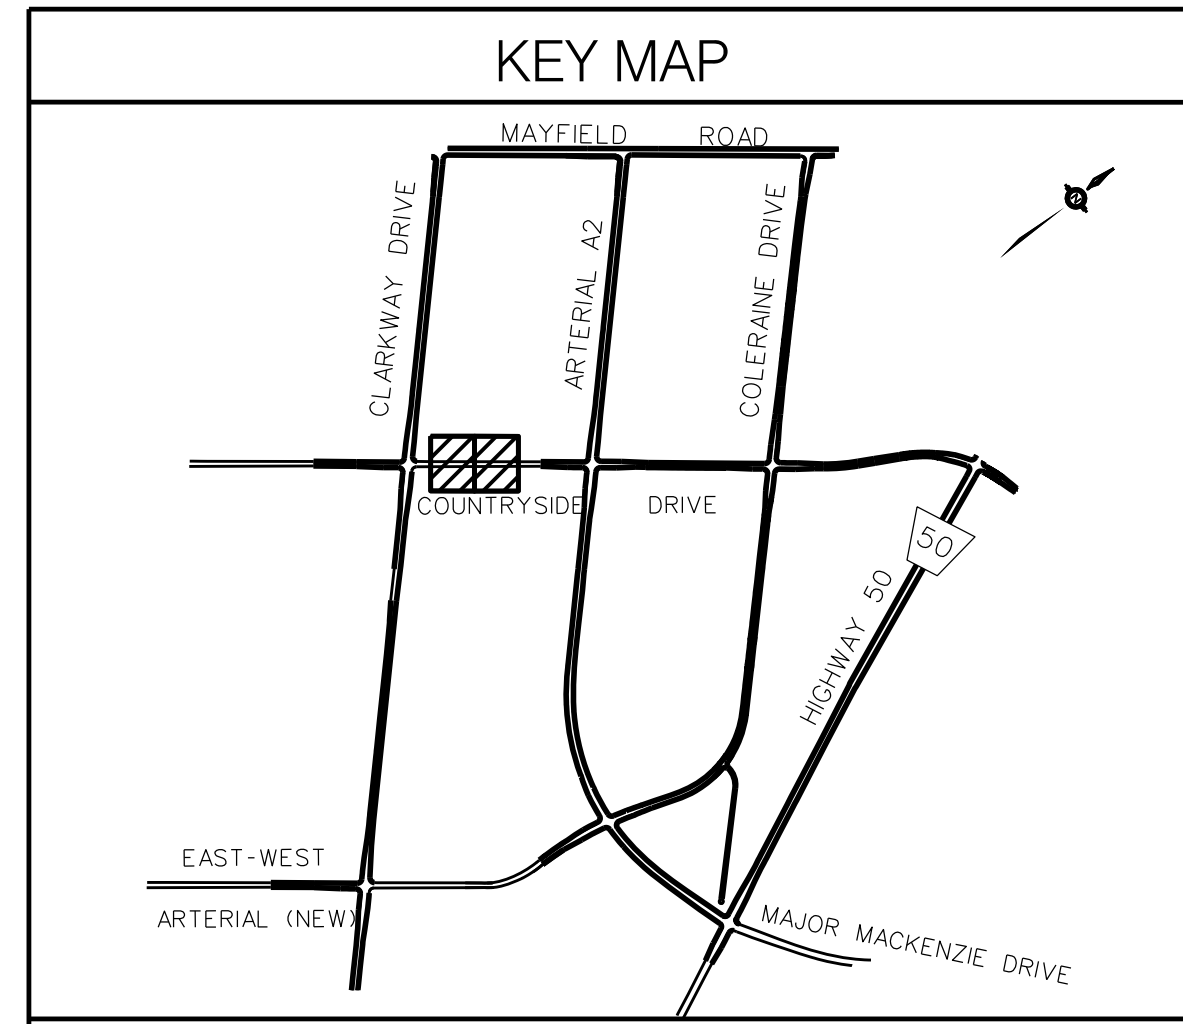 KEY MAP
MAYFIELD ROAD
CLARKWAY DRIVE
ARTERIAL A2
COLERAINE DRIVE
N
COUNTRYSIDE DRIVE
50
HIGHWAY 50
EAST-WEST
ARTERIAL (NEW)
MAJOR MACKENZIE DRIVE